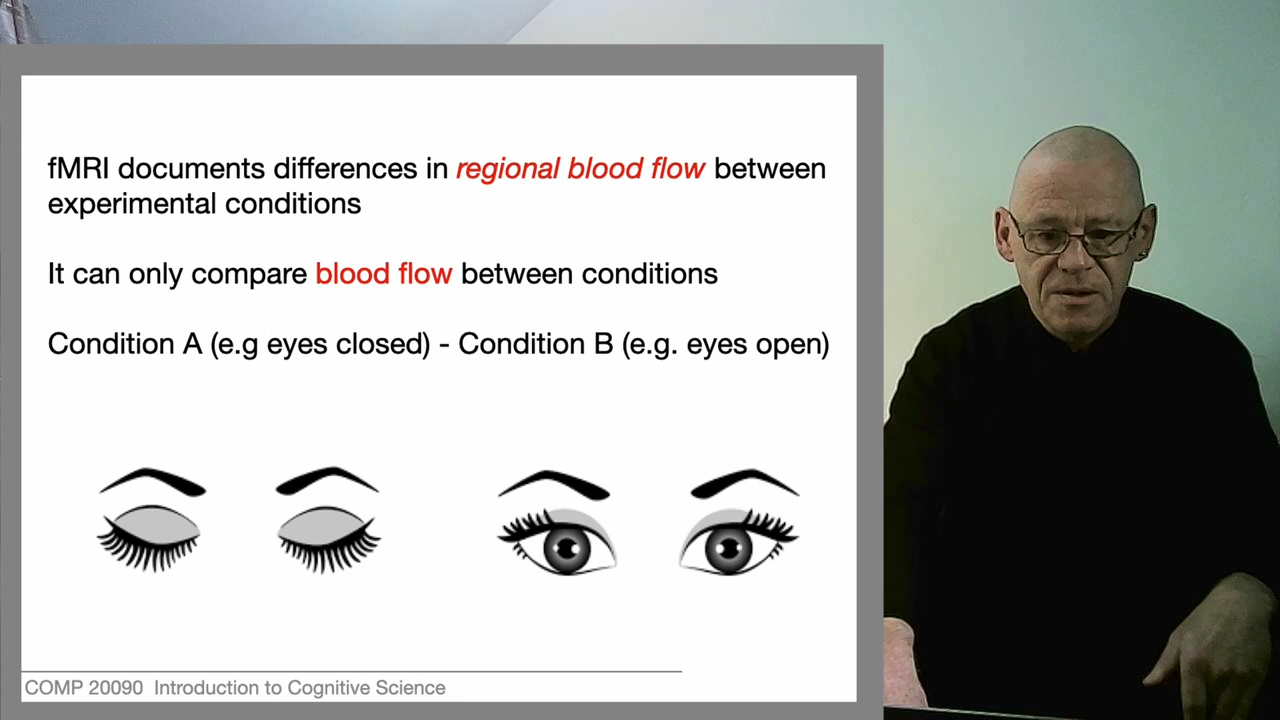 fMRI documents differences in regional blood flow between
experimental conditions
It can only compare blood flow between conditions
Condition A (e.g eyes closed) - Condition B (e.g. eyes open)
COMP 20090 Introduction to Cognitive Science